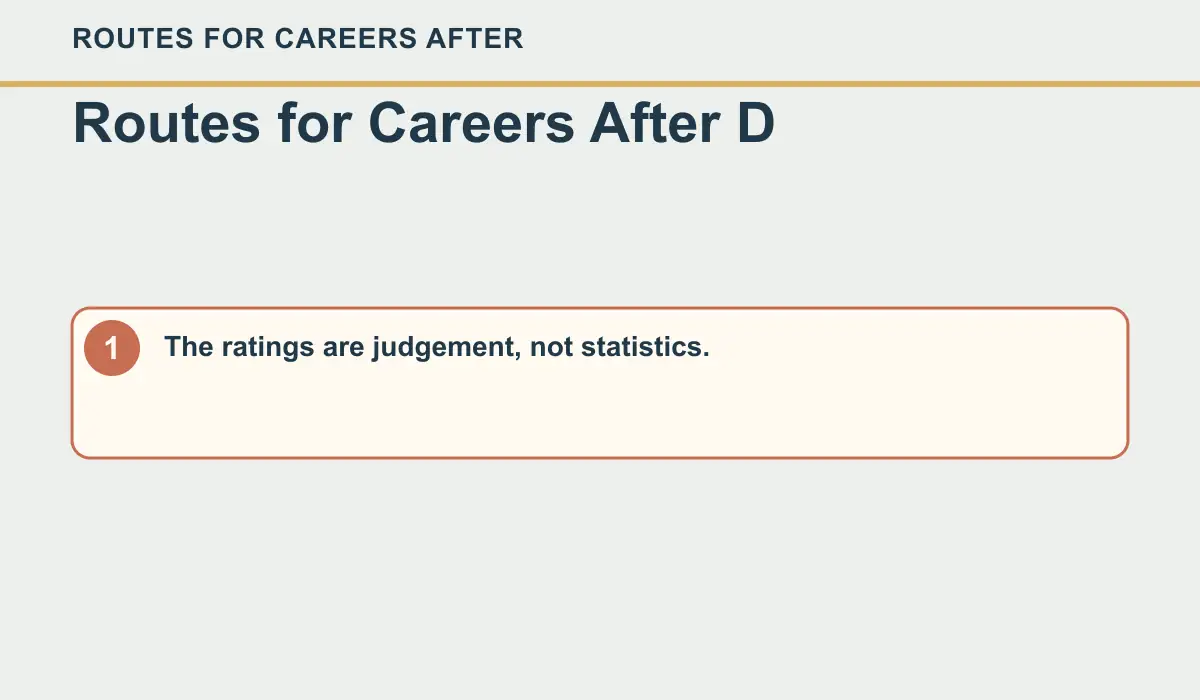 ROUTES FOR CAREERS AFTER
Routes for Careers After D
1
The ratings are judgement, not statistics.